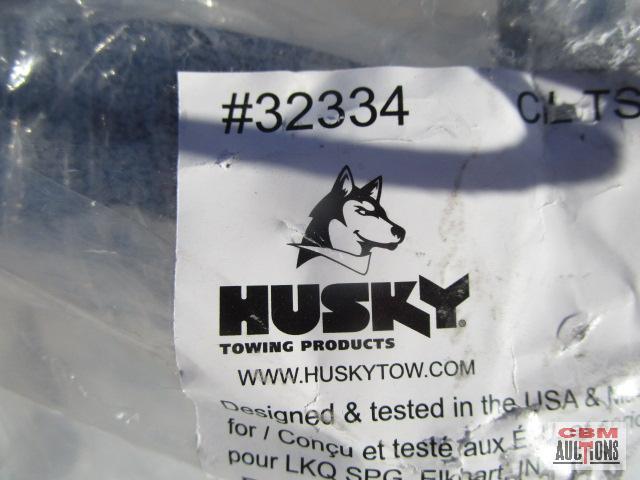 #32334
HUSKY
TOWING PRODUCTS
WWW.HUSKYTOW.COM
Designed & tested in the USA &
for / Conçu et testé aux
pour LKQ SPG, Elkhart, IN
CBM
AUCTIONS